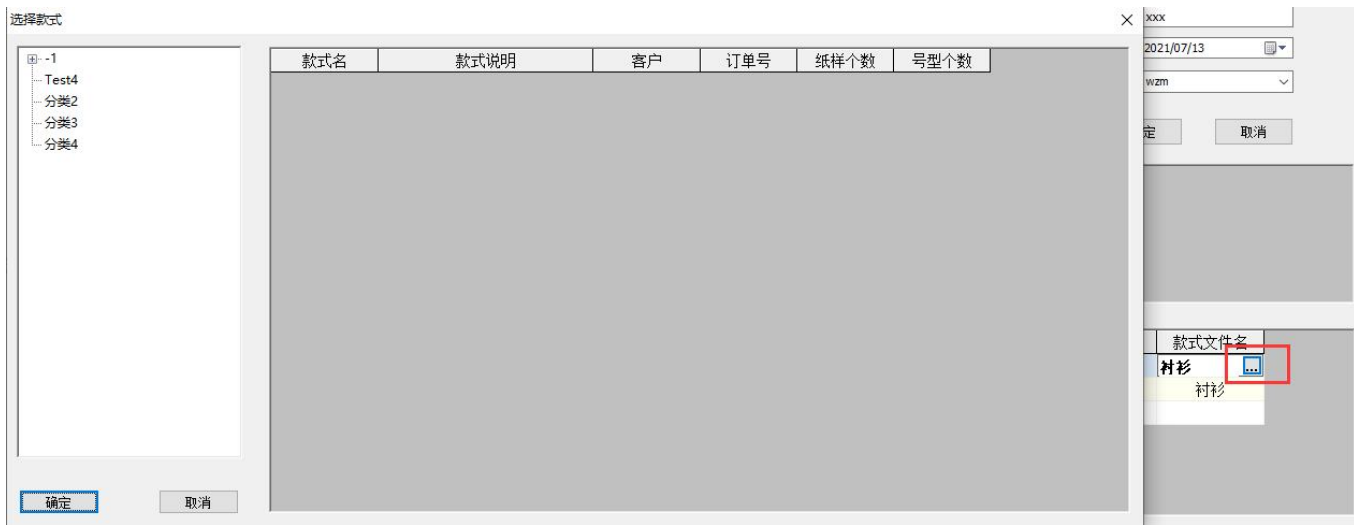 选择款式
-1
Test4
分类2
分类3
分类4
款式名 款式说明 客户 订单号 纸样个数 号型个数
确定 取消
xxx
2021/07/13
wzm
定 取消
款式文件名
衬衫 ...
衬衫